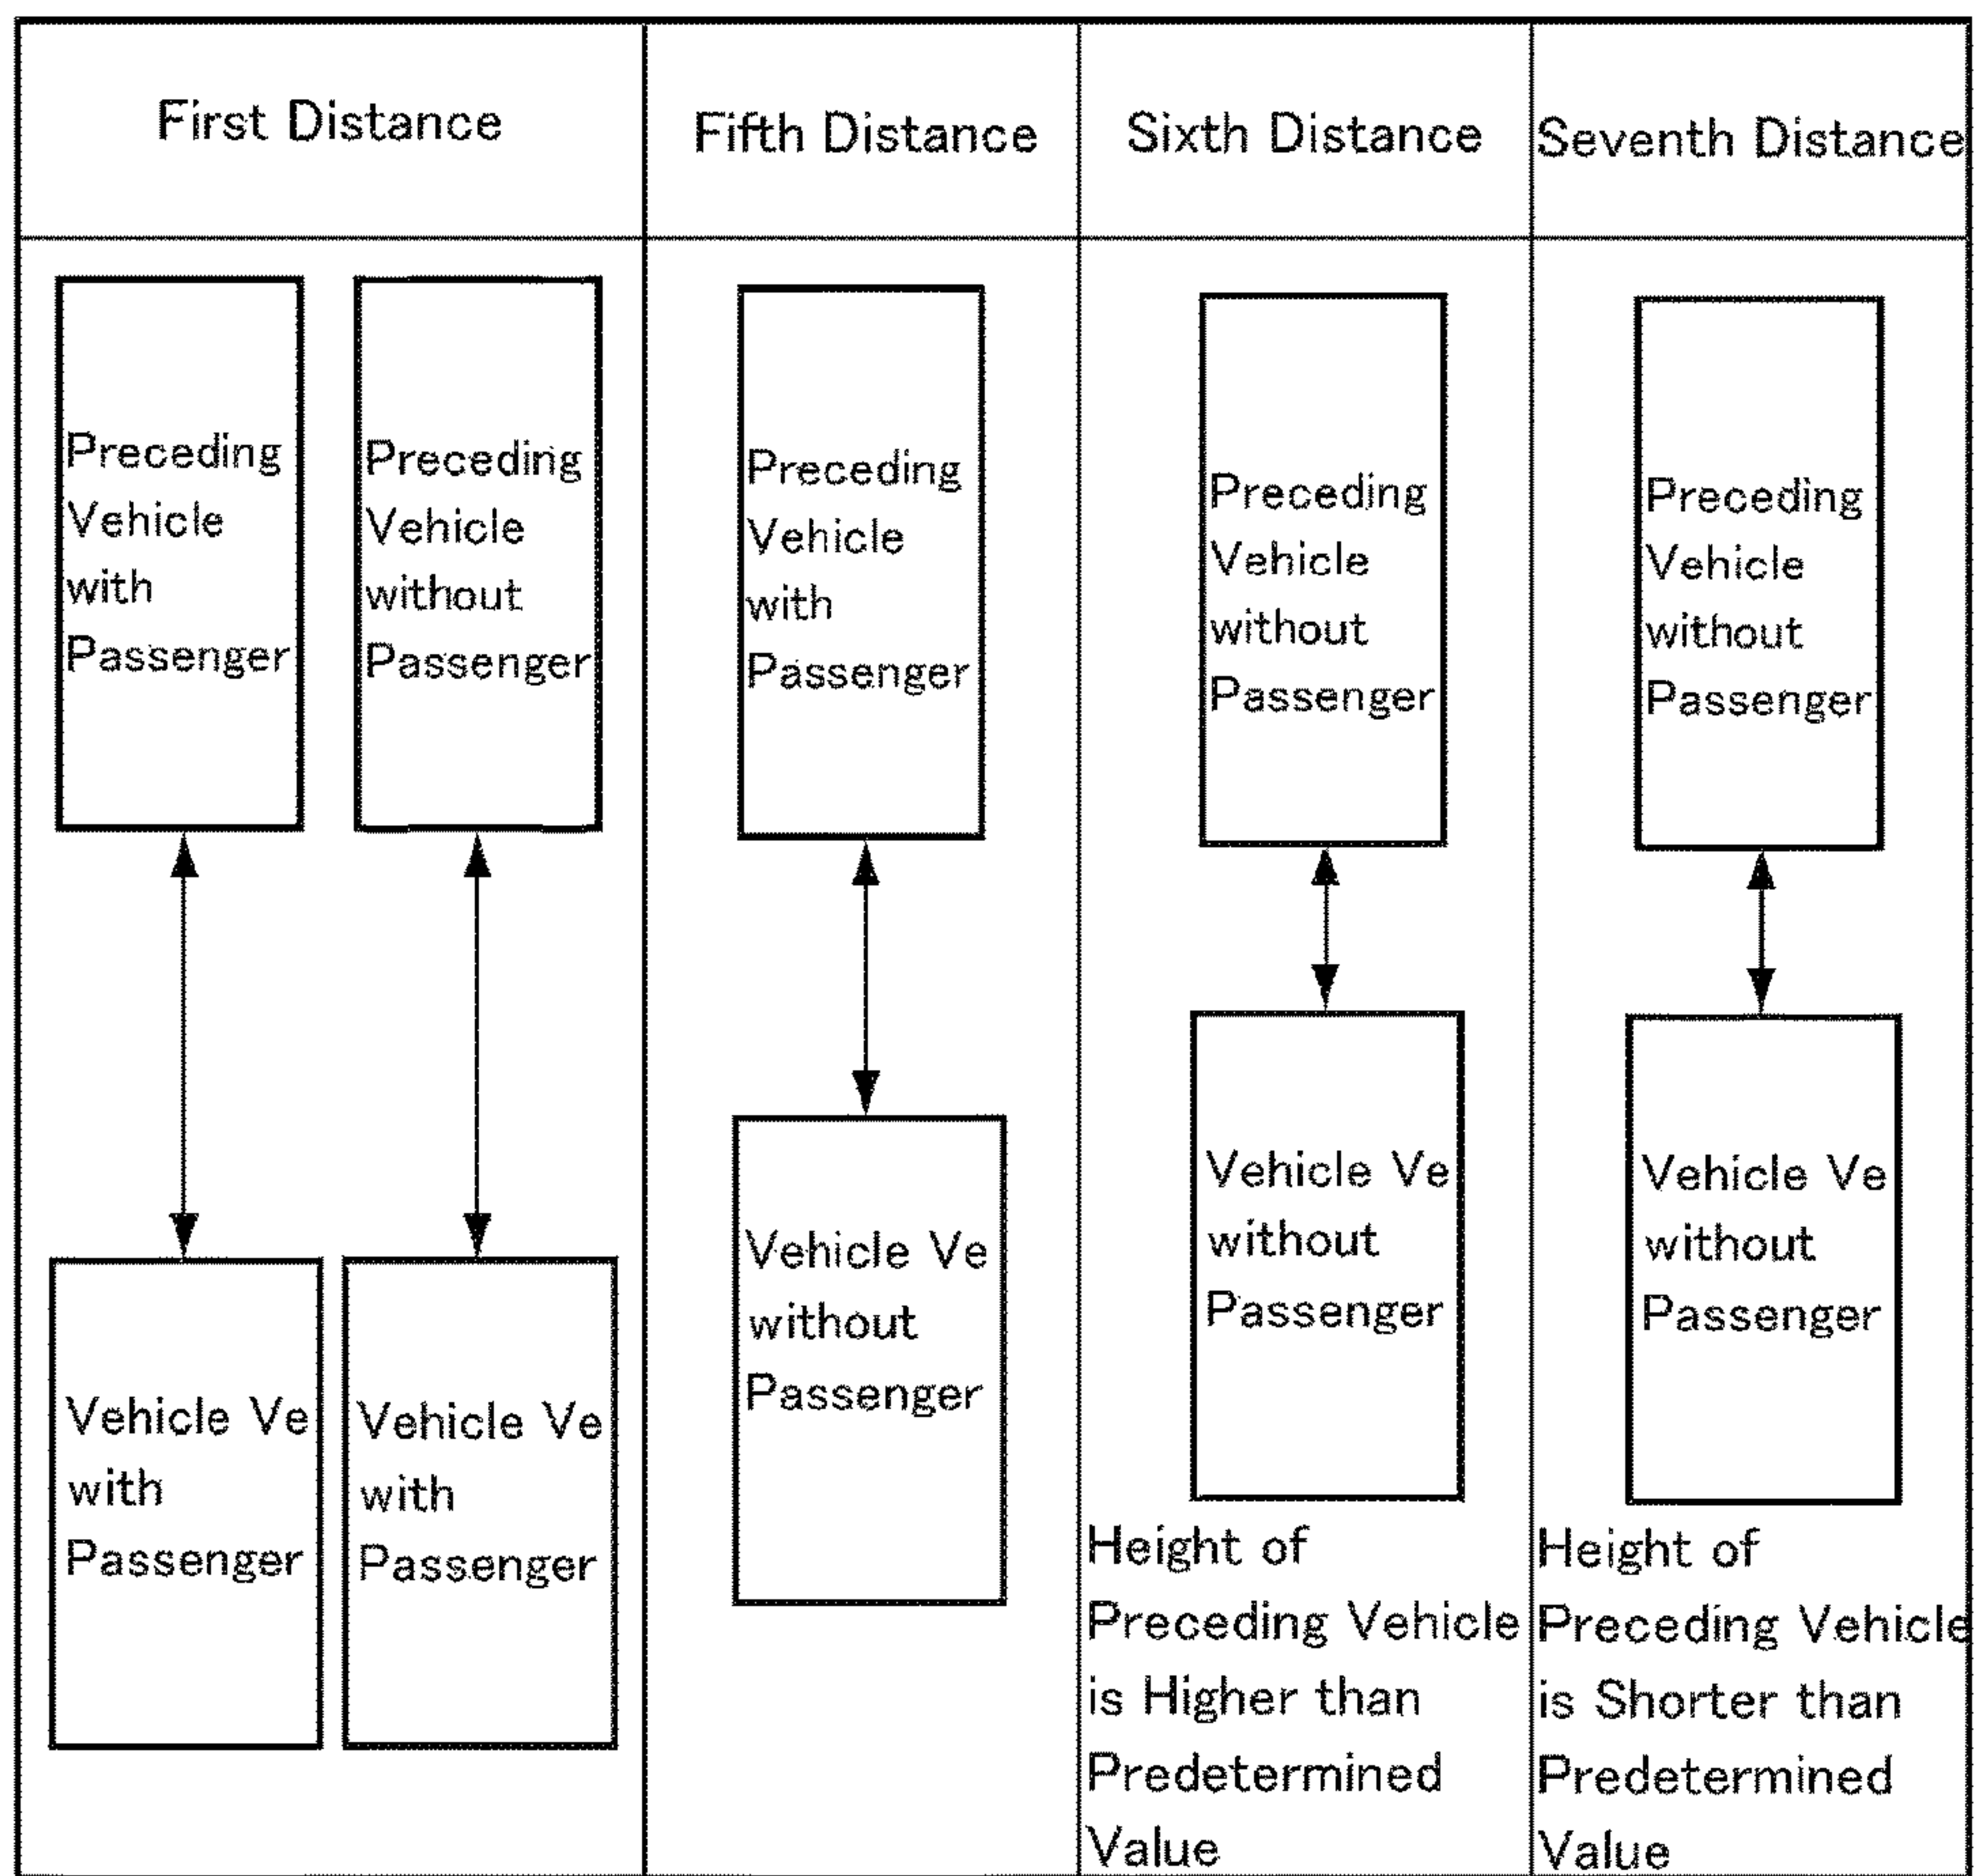 First Distance
Fifth Distance
Sixth Distance
Seventh Distance
Preceding
Vehicle
with
Passenger
Vehicle Ve
with
Passenger
Preceding
Vehicle
without
Passenger
Vehicle Ve
with
Passenger
Preceding
Vehicle
with
Passenger
Vehicle Ve
without
Passenger
Preceding
Vehicle
without
Passenger
Vehicle Ve
without
Passenger
Height of
Preceding Vehicle
is Higher than
Predetermined
Value
Preceding
Vehicle
without
Passenger
Vehicle Ve
without
Passenger
Height of
Preceding Vehicle
is Shorter than
Predetermined
Value